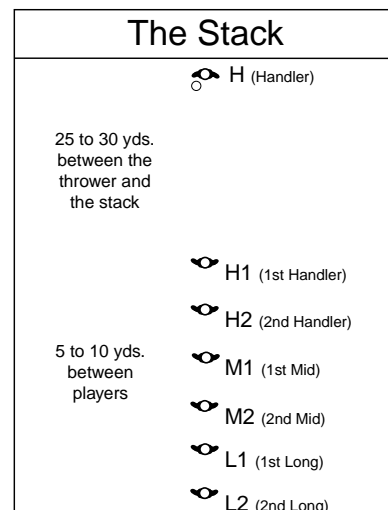 The Stack
H (Handler)
25 to 30 yds.
between the
thrower and
the stack
H1 (1st Handler)
H2 (2nd Handler)
5 to 10 yds.
between
players
M1 (1st Mid)
M2 (2nd Mid)
L1 (1st Long)
L2 (2nd Long)